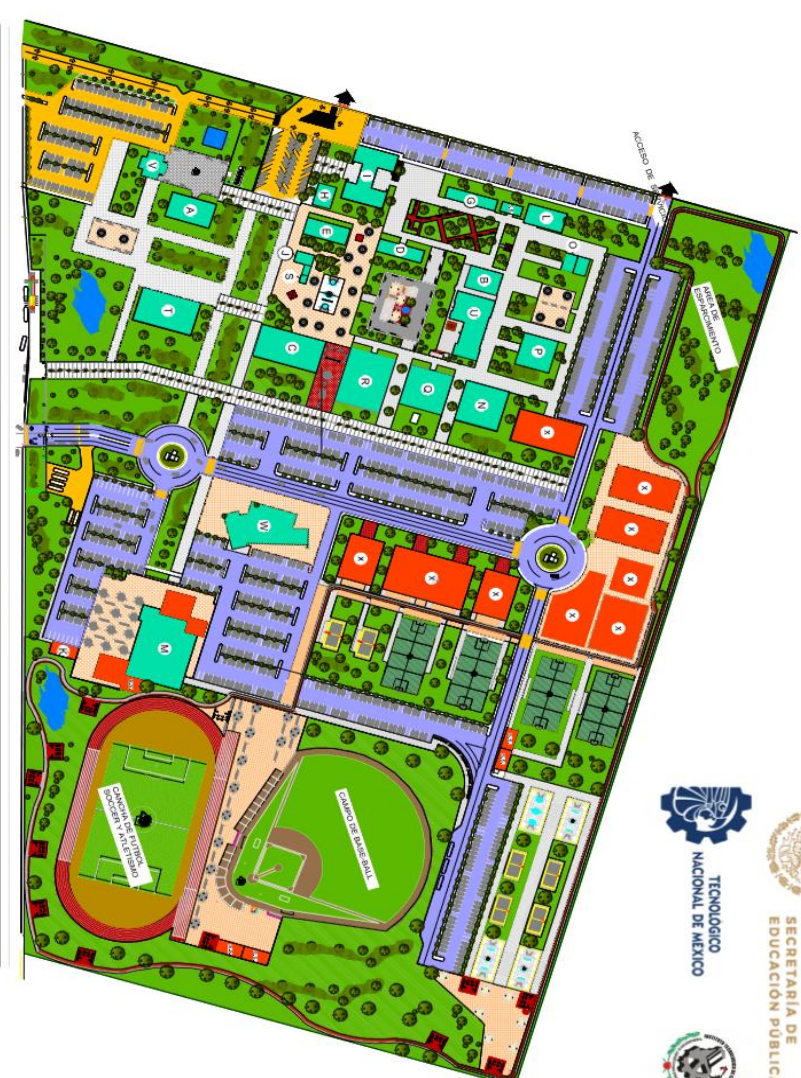 ACCESO DE
AREA DE
ESPARCIMIENTO
V
A
H
I
G
L
O
E
D
J
S
B
U
T
C
R
Q
N
P
X
X
X
X
X
X
X
X
X
W
M
K
CAMPO DE BASE-BALL
CANCHA DE FUTBOL
SOCCER Y ATLETISMO
TECNOLÓGICO
NACIONAL DE MÉXICO
SECRETARÍA DE
EDUCACIÓN PÚBLICA